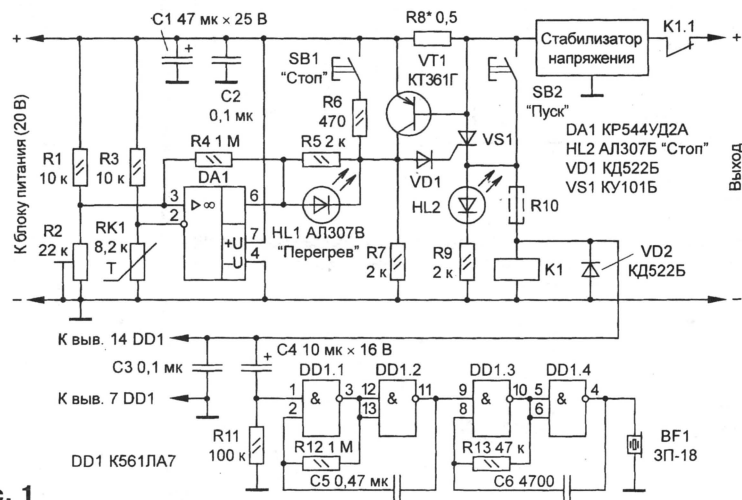 C1 47 мк × 25 В
R8* 0,5
K1.1
+
+
Стабилизатор
напряжения
SB1
"Стоп"
VT1
КТ361Г
SB2
"Пуск"
C2
0,1 мк
R6
470
К блоку питания (20 В)
R4 1 М
R5 2 к
VS1
DA1 КР544УД2А
HL2 АЛ307Б "Стоп"
VD1 КД522Б
VS1 КУ101Б
Выход
R1
10 к
R3
10 к
DA1
VD1
3
▷∞
6
2
HL2
R10
R2
22 к
RK1
8,2 к
T
+U
7
−U
4
HL1 АЛ307В
"Перегрев"
R7
2 к
R9
2 к
K1
VD2
КД522Б
−
−
К выв. 14 DD1
C3 0,1 мк
C4 10 мк × 16 В
+
К выв. 7 DD1
DD1.1
DD1.2
DD1.3
DD1.4
1
&
3
12
&
11
9
&
10
5
&
4
2
13
8
6
R11
100 к
R12 1 М
R13 47 к
BF1
ЗП-18
DD1 К561ЛА7
C5 0,47 мк
C6 4700
с. 1